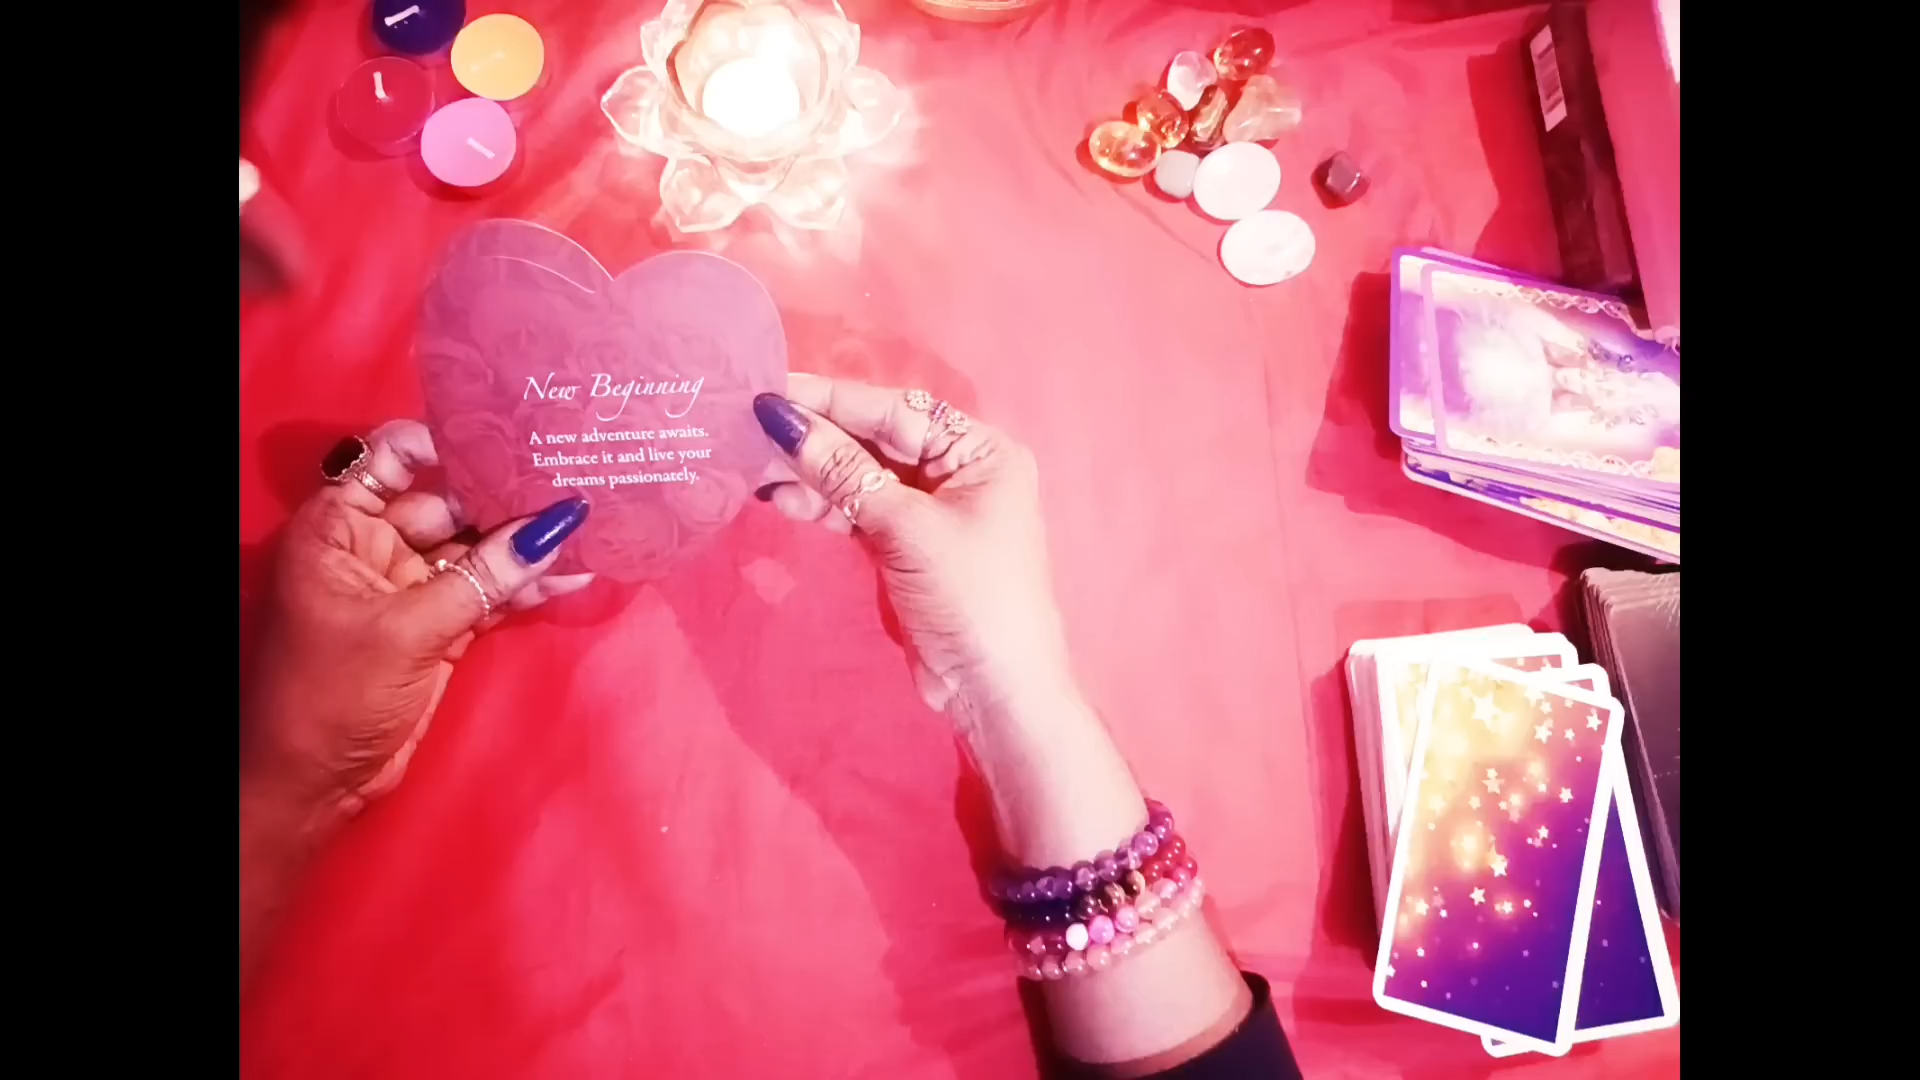 New Beginning
A new adventure awaits.
Embrace it and live your
dreams passionately.